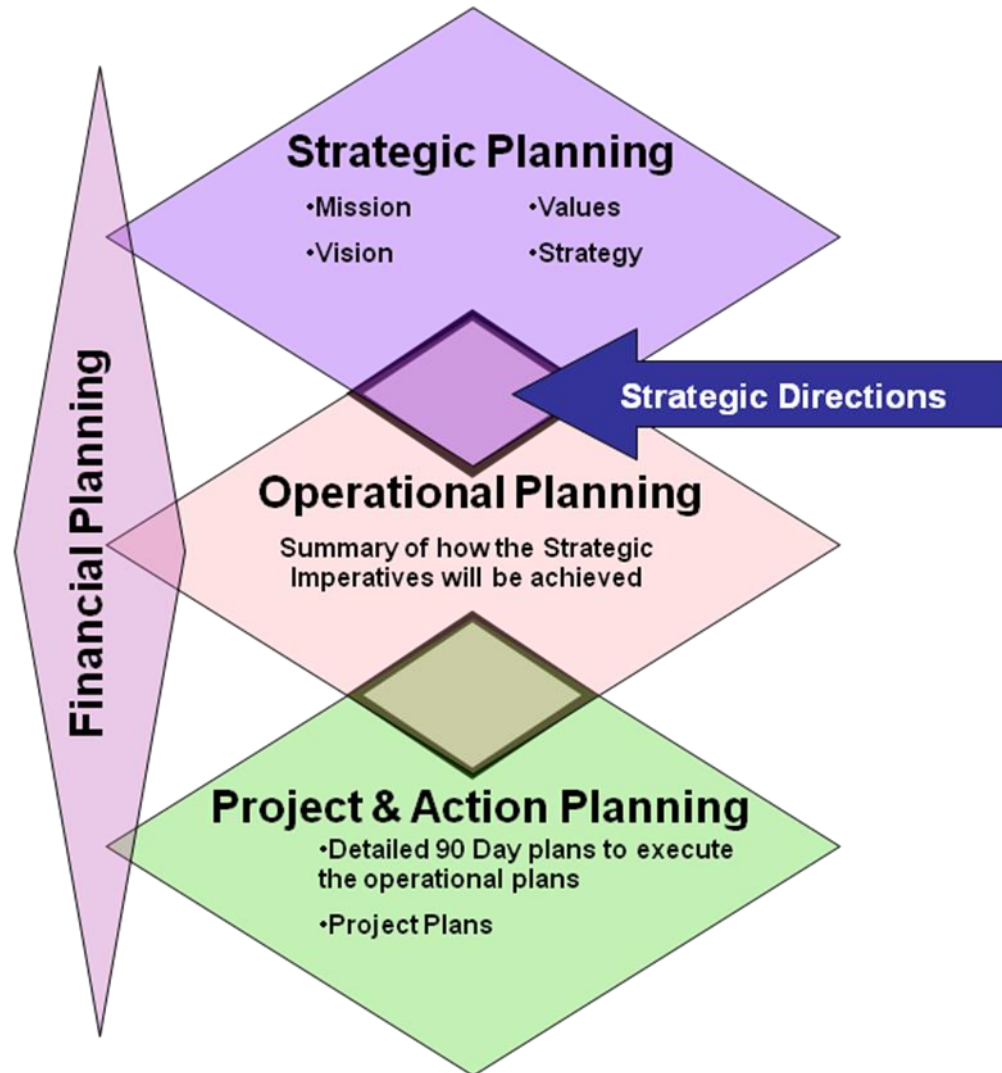 Strategic Planning
•Mission
•Values
•Vision
•Strategy
Strategic Directions
Financial Planning
Operational Planning
Summary of how the Strategic
Imperatives will be achieved
Project & Action Planning
•Detailed 90 Day plans to execute
the operational plans
•Project Plans